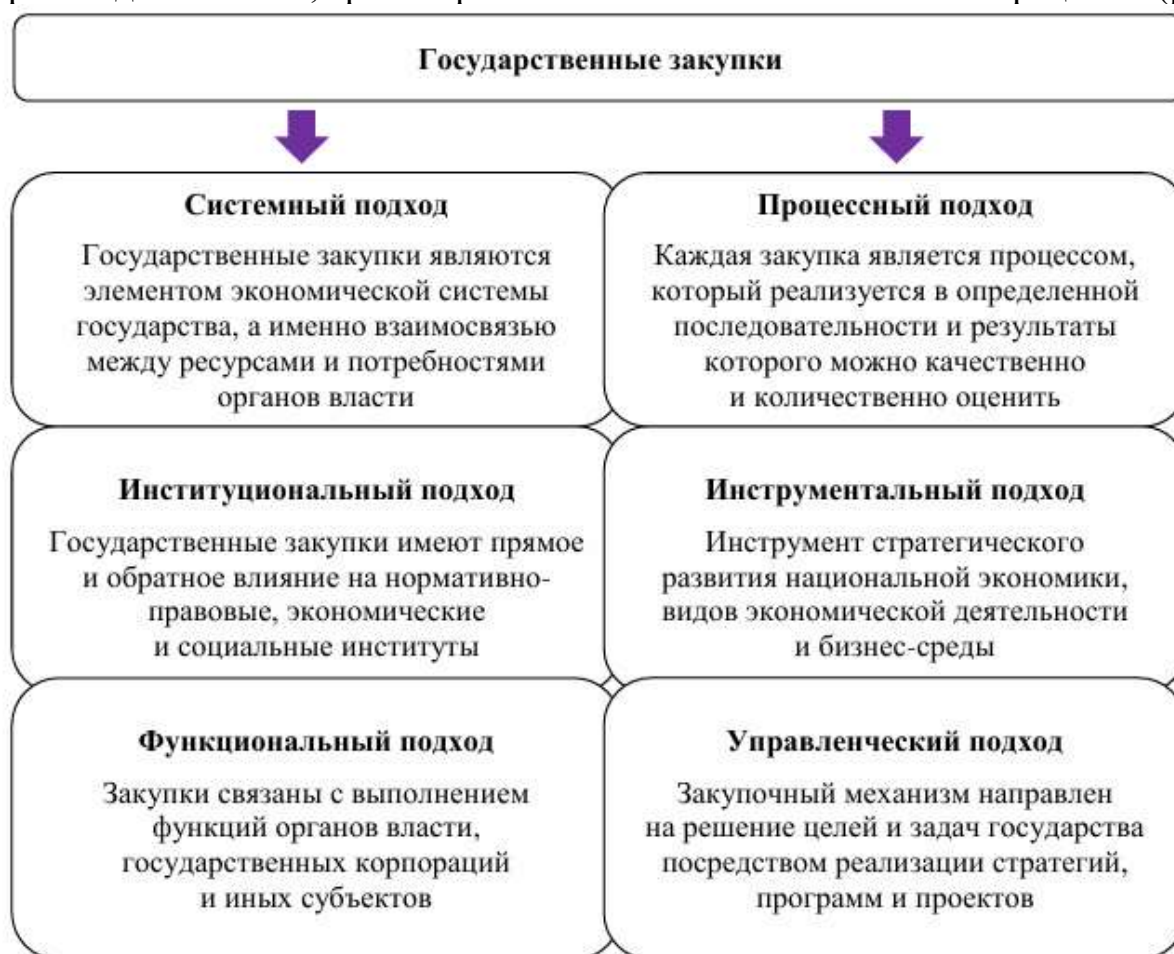 Государственные закупки
Системный подход
Государственные закупки являются
элементом экономической системы
государства, а именно взаимосвязью
между ресурсами и потребностями
органов власти
Процессный подход
Каждая закупка является процессом,
который реализуется в определенной
последовательности и результаты
которого можно качественно
и количественно оценить
Институциональный подход
Государственные закупки имеют прямое
и обратное влияние на нормативно-
правовые, экономические
и социальные институты
Инструментальный подход
Инструмент стратегического
развития национальной экономики,
видов экономической деятельности
и бизнес-среды
Функциональный подход
Закупки связаны с выполнением
функций органов власти,
государственных корпораций
и иных субъектов
Управленческий подход
Закупочный механизм направлен
на решение целей и задач государства
посредством реализации стратегий,
программ и проектов